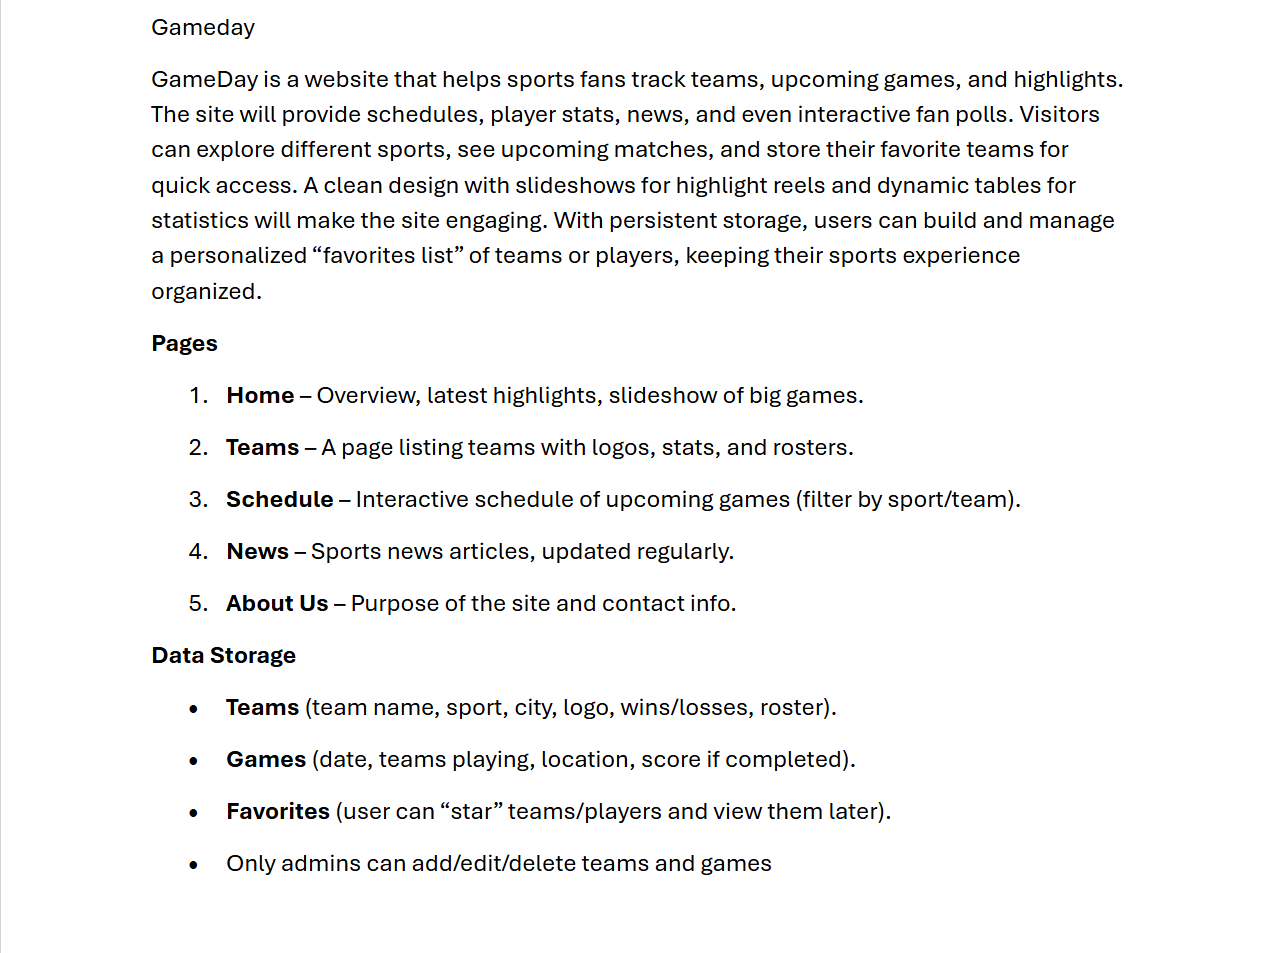 Gameday
GameDay is a website that helps sports fans track teams, upcoming games, and highlights.
The site will provide schedules, player stats, news, and even interactive fan polls. Visitors
can explore different sports, see upcoming matches, and store their favorite teams for
quick access. A clean design with slideshows for highlight reels and dynamic tables for
statistics will make the site engaging. With persistent storage, users can build and manage
a personalized “favorites list” of teams or players, keeping their sports experience
organized.
Pages
1. Home – Overview, latest highlights, slideshow of big games.
2. Teams – A page listing teams with logos, stats, and rosters.
3. Schedule – Interactive schedule of upcoming games (filter by sport/team).
4. News – Sports news articles, updated regularly.
5. About Us – Purpose of the site and contact info.
Data Storage
• Teams (team name, sport, city, logo, wins/losses, roster).
• Games (date, teams playing, location, score if completed).
• Favorites (user can “star” teams/players and view them later).
• Only admins can add/edit/delete teams and games